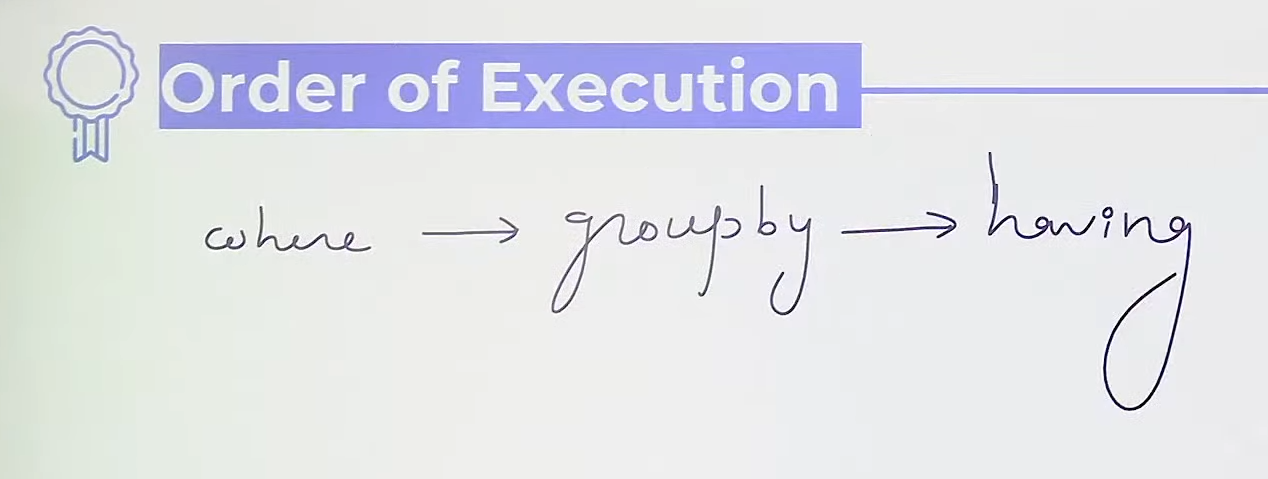 Order of Execution
where → groupby → having